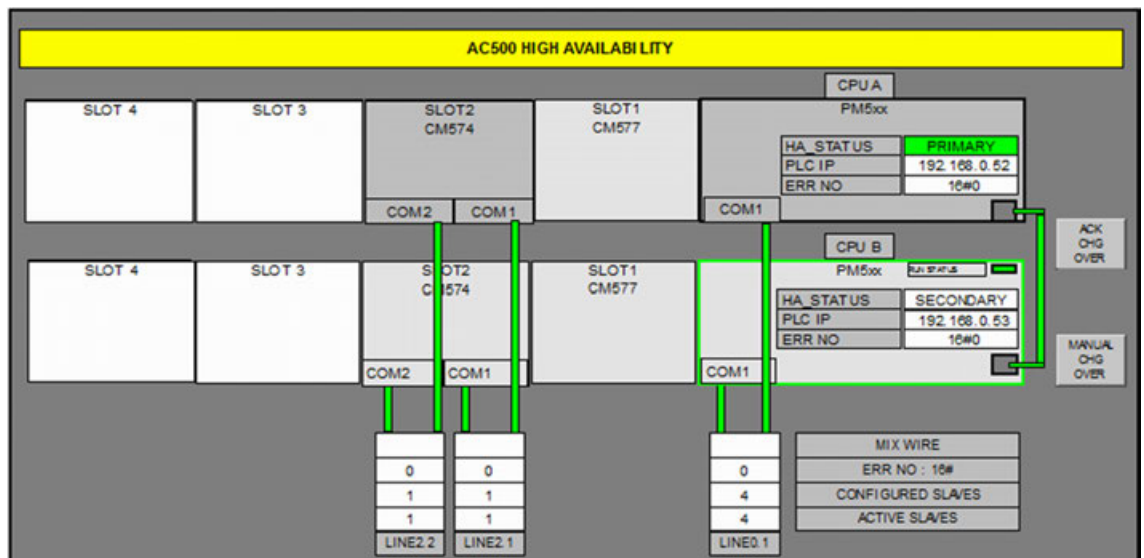 AC500 HIGH AVAILABILITY
CPU A
SLOT 4
SLOT 3
SLOT2
CM574
SLOT1
CM577
PM5xx
HA_STATUS PRIMARY
PLC IP 192.168.0.52
ERR NO 16#0
COM2
COM1
COM1
ACK
CHG
OVER
CPU B
SLOT 4
SLOT 3
SLOT2
CM574
SLOT1
CM577
PM5xx
RUN STATUS
HA_STATUS SECONDARY
PLC IP 192.168.0.53
ERR NO 16#0
COM2
COM1
COM1
MANUAL
CHG
OVER
MIX WIRE
0 0 0 ERR NO : 16#
1 1 4 CONFIGURED SLAVES
1 1 4 ACTIVE SLAVES
LINE2.2 LINE2.1 LINE0.1